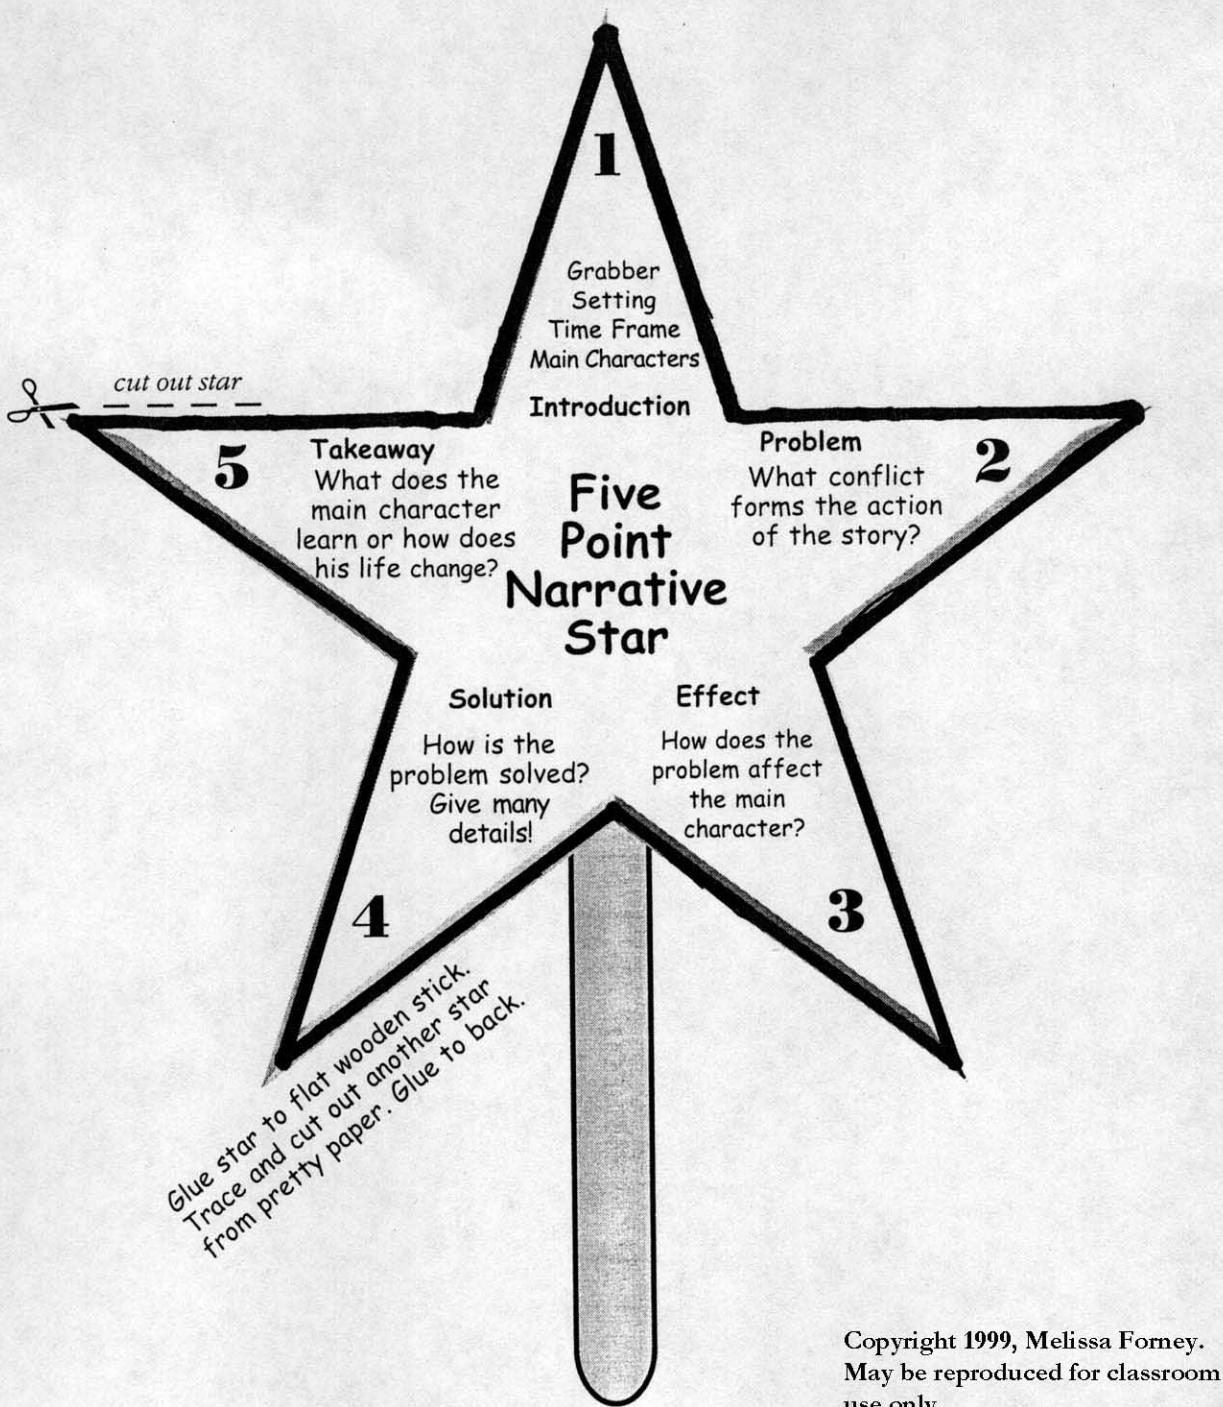 1
Grabber
Setting
Time Frame
Main Characters
Introduction
cut out star
5
Takeaway
What does the
main character
learn or how does
his life change?
Five
Point
Narrative
Star
Problem
2
What conflict
forms the action
of the story?
Solution
How is the
problem solved?
Give many
details!
4
Effect
How does the
problem affect
the main
character?
3
Glue star to flat wooden stick.
Trace and cut out another star
from pretty paper. Glue to back.
Copyright 1999, Melissa Forney.
May be reproduced for classroom
use only